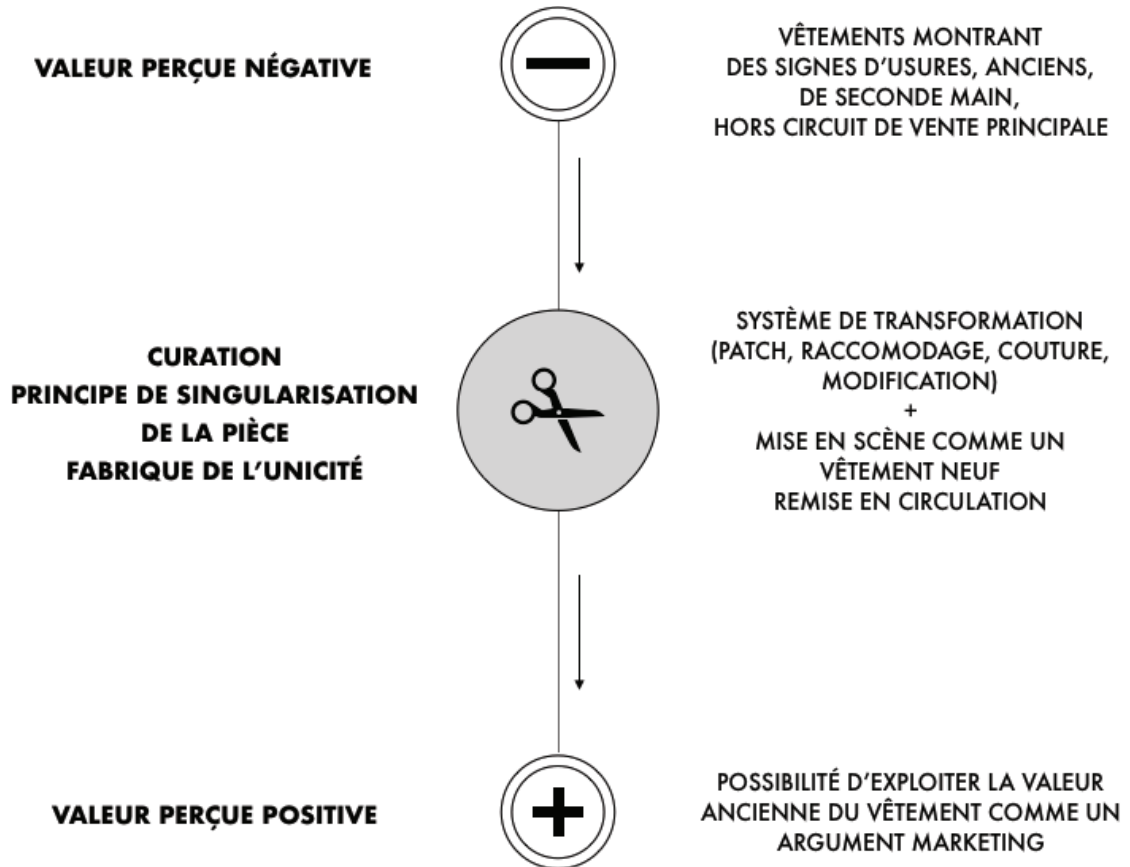 VALEUR PERÇUE NÉGATIVE
VÊTEMENTS MONTRANT
DES SIGNES D'USURES, ANCIENS,
DE SECONDE MAIN,
HORS CIRCUIT DE VENTE PRINCIPALE
CURATION
PRINCIPE DE SINGULARISATION
DE LA PIÈCE
FABRIQUE DE L'UNICITÉ
SYSTÈME DE TRANSFORMATION
(PATCH, RACCOMODAGE, COUTURE,
MODIFICATION)
+
MISE EN SCÈNE COMME UN
VÊTEMENT NEUF
REMISE EN CIRCULATION
VALEUR PERÇUE POSITIVE
POSSIBILITÉ D'EXPLOITER LA VALEUR
ANCIENNE DU VÊTEMENT COMME UN
ARGUMENT MARKETING